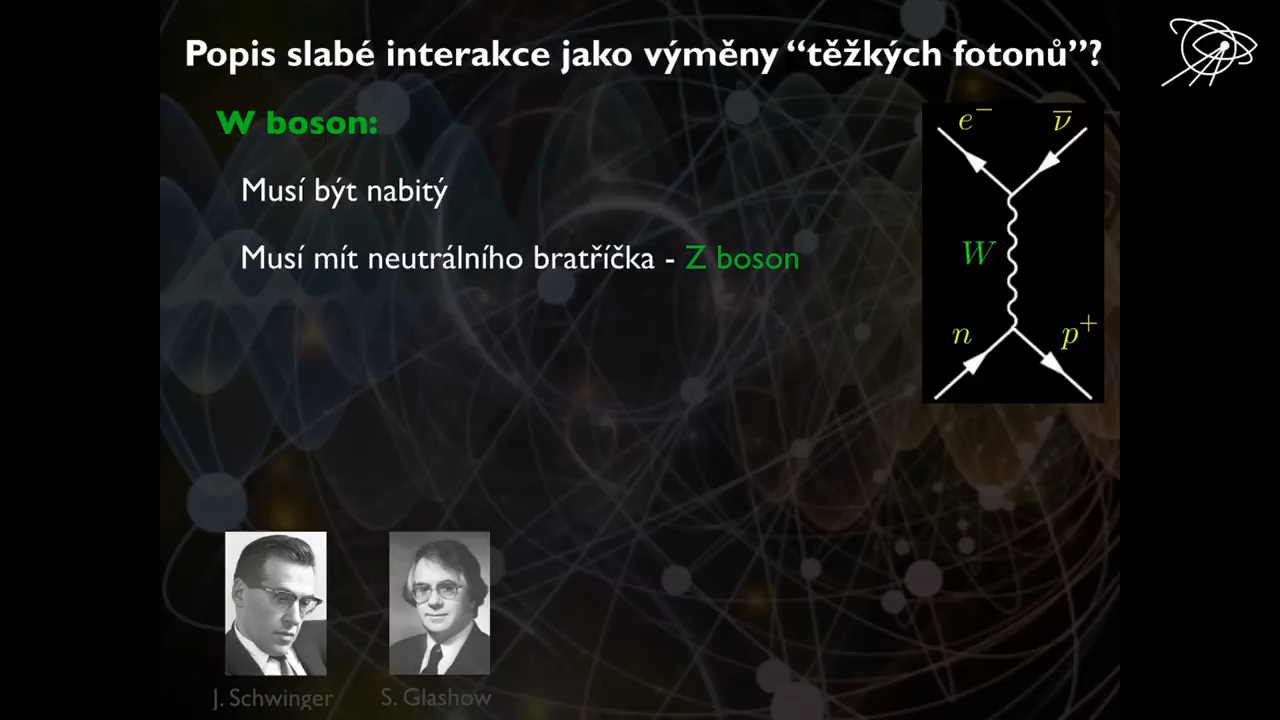 Popis slabé interakce jako výměny “těžkých fotonů”?
W boson:
Musí být nabitý
Musí mít neutrálního bratříčka - Z boson
e⁻ ν̅
W
n p⁺
J. Schwinger S. Glashow